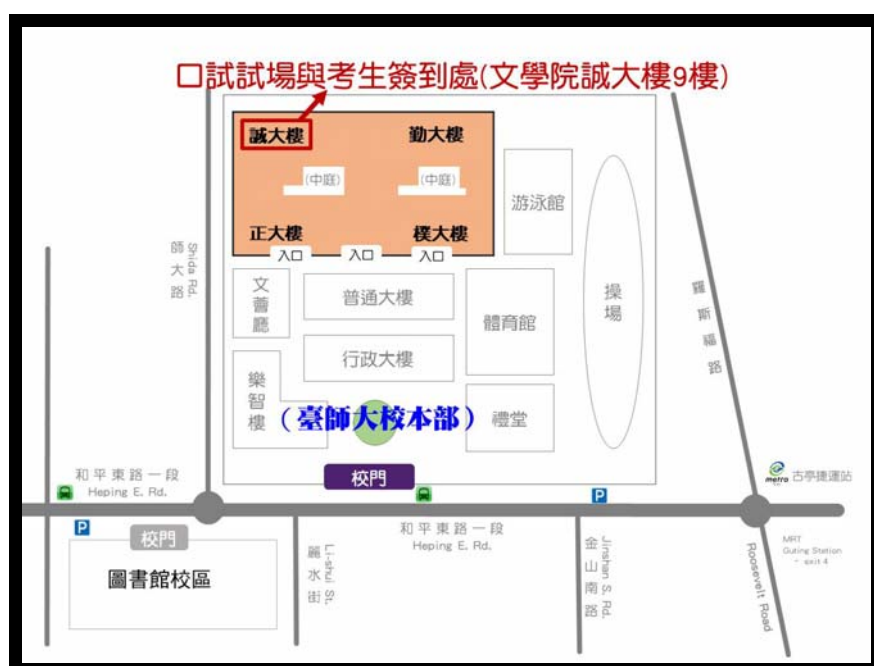 口試試場與考生簽到處(文學院誠大樓9樓)
誠大樓
勤大樓
(中庭)
(中庭)
游泳館
正大樓
樸大樓
入口
入口
入口
師大路
Shida Rd.
文薈廳
普通大樓
體育館
操場
羅斯福路
行政大樓
樂智樓
(臺師大校本部)
禮堂
校門
和平東路一段
Heping E. Rd.
metro
古亭捷運站
P
P
校門
圖書館校區
麗水街
Li-shui St.
和平東路一段
Heping E. Rd.
金山南路
Jinshan S. Rd.
Roosevelt Road
MRT
Guting Station
- exit 4